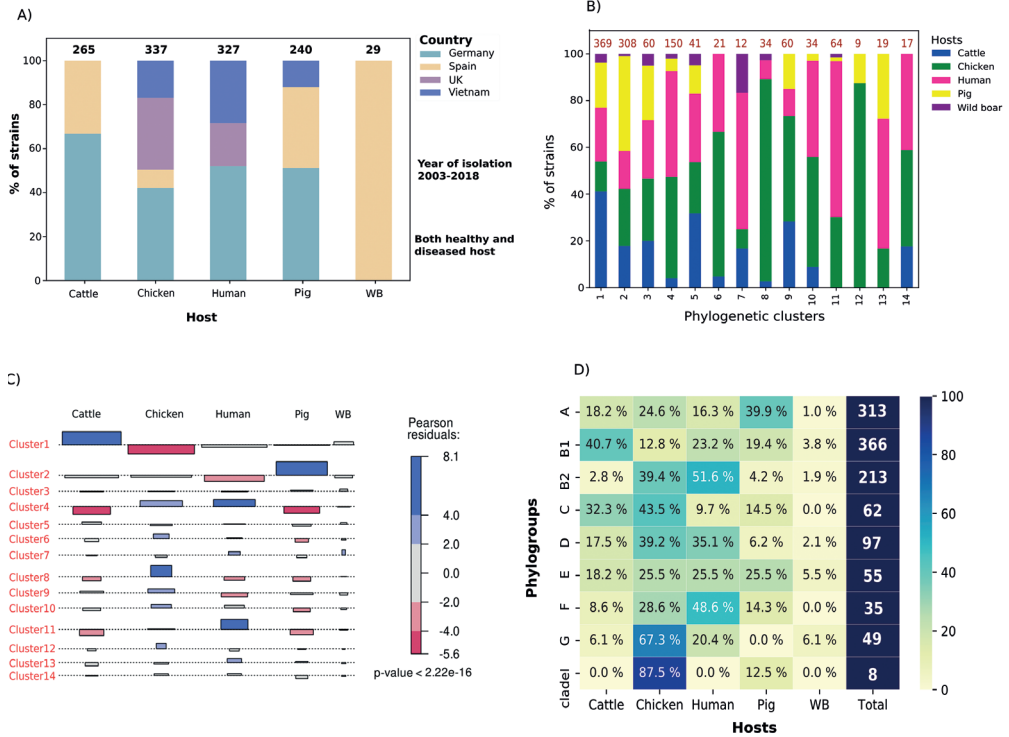 A)
265 337 327 240 29
Country
Germany
Spain
UK
Vietnam
100
80
60
40
20
0
% of strains
Year of isolation
2003-2018
Both healthy and
diseased host
Cattle Chicken Human Pig WB
Host
B)
369 308 60 150 41 21 12 34 60 34 64 9 19 17
Hosts
Cattle
Chicken
Human
Pig
Wild boar
100
80
60
40
20
0
% of strains
1 2 3 4 5 6 7 8 9 10 11 12 13 14
Phylogenetic clusters
C)
Cattle Chicken Human Pig WB
Cluster1
Cluster2
Cluster3
Cluster4
Cluster5
Cluster6
Cluster7
Cluster8
Cluster9
Cluster10
Cluster11
Cluster12
Cluster13
Cluster14
Pearson
residuals:
8.1
4.0
2.0
0.0
-2.0
-4.0
-5.6
p-value < 2.22e-16
D)
Phylogroups
A 18.2 % 24.6 % 16.3 % 39.9 % 1.0 % 313
B1 40.7 % 12.8 % 23.2 % 19.4 % 3.8 % 366
B2 2.8 % 39.4 % 51.6 % 4.2 % 1.9 % 213
C 32.3 % 43.5 % 9.7 % 14.5 % 0.0 % 62
D 17.5 % 39.2 % 35.1 % 6.2 % 2.1 % 97
E 18.2 % 25.5 % 25.5 % 25.5 % 5.5 % 55
F 8.6 % 28.6 % 48.6 % 14.3 % 0.0 % 35
G 6.1 % 67.3 % 20.4 % 0.0 % 6.1 % 49
cladeI 0.0 % 87.5 % 0.0 % 12.5 % 0.0 % 8
Cattle Chicken Human Pig WB Total
Hosts
100
80
60
40
20
0